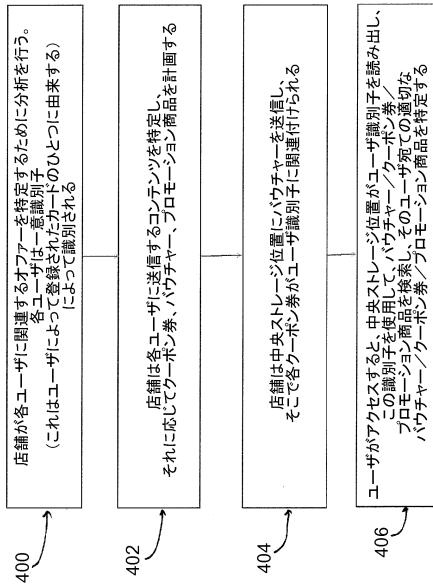 店舗が各ユーザに関連するオファーを特定するために分析を行う。
各ユーザは一意識別子
(これはユーザによって登録されたカードのひとつに由来する)
によって識別される
400
店舗は各ユーザに送信するコンテンツを特定し、
それに応じてクーポン券、バウチャー、プロモーション商品を計画する
402
店舗は中央ストレージ位置にバウチャーを送信し、
そこで各クーポン券がユーザ識別子に関連付けられる
404
ユーザがアクセスすると、中央ストレージ位置がユーザ識別子を読み出し、
この識別子を使用して、バウチャー/クーポン券/
プロモーション商品を検索し、そのユーザ宛ての適切な
バウチャー/クーポン券/プロモーション商品を特定する
406